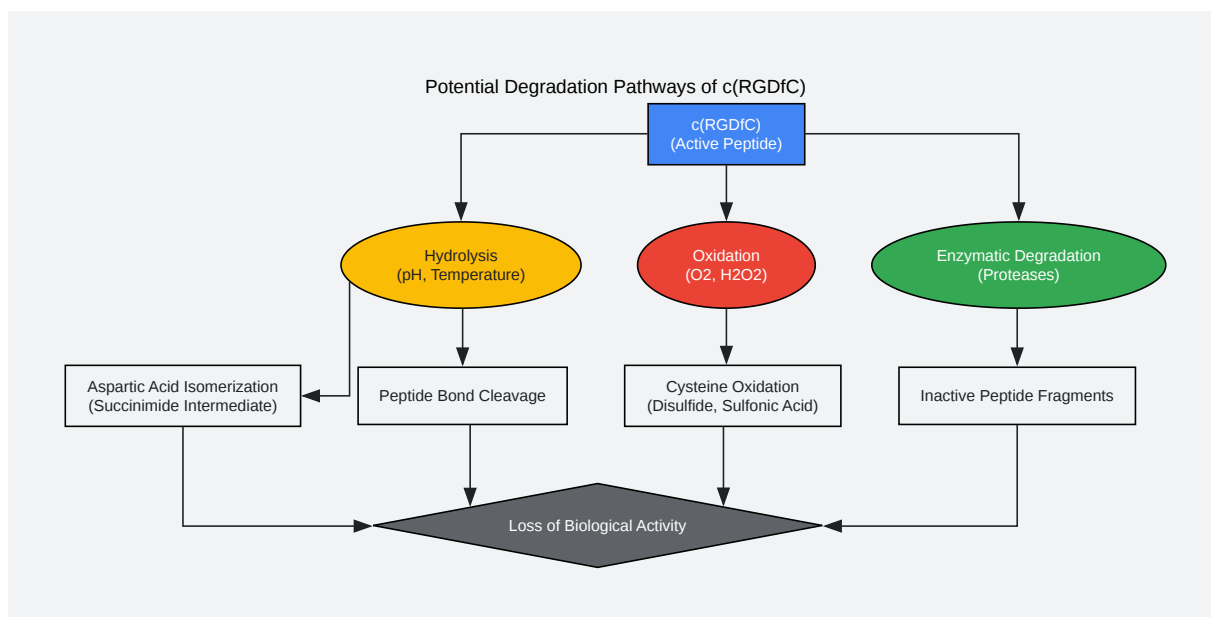 Potential Degradation Pathways of c(RGDfC)
c(RGDfC)
(Active Peptide)
Hydrolysis
(pH, Temperature)
Oxidation
(O2, H2O2)
Enzymatic Degradation
(Proteases)
Aspartic Acid Isomerization
(Succinimide Intermediate)
Peptide Bond Cleavage
Cysteine Oxidation
(Disulfide, Sulfonic Acid)
Inactive Peptide Fragments
Loss of Biological Activity